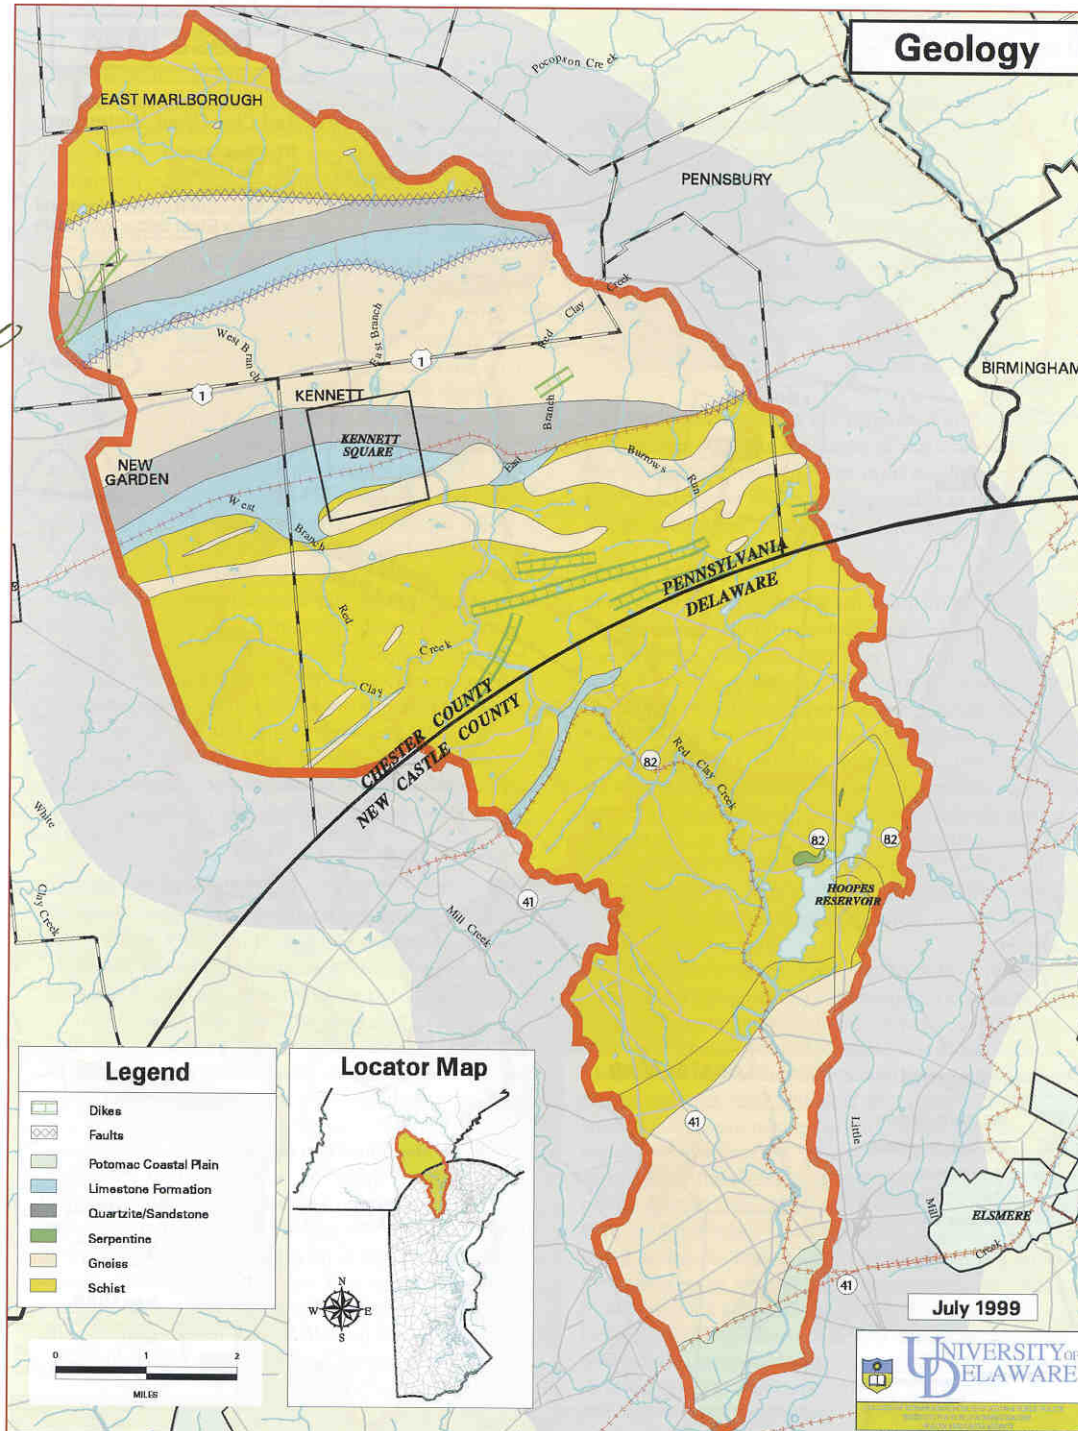 Geology
Pocopson Creek
EAST MARLBOROUGH
PENNSBURY
Red Clay Creek
West Branch
East Branch
1
1
BIRMINGHAM
KENNETT
Branch
KENNETT
SQUARE
East
Burrows
Run
NEW
GARDEN
West
Branch
PENNSYLVANIA
DELAWARE
Red
Creek
Clay
CHESTER COUNTY
NEW CASTLE COUNTY
82
Red Clay Creek
White
Clay Creek
82
82
HOOPES
RESERVOIR
41
Mill Creek
Legend
Dikes
Faults
Potomac Coastal Plain
Limestone Formation
Quartzite/Sandstone
Serpentine
Gneiss
Schist
Locator Map
N
W E
S
41
Little
Mill
Creek
ELSMERE
41
0 1 2
MILES
July 1999
UNIVERSITY OF
DELAWARE